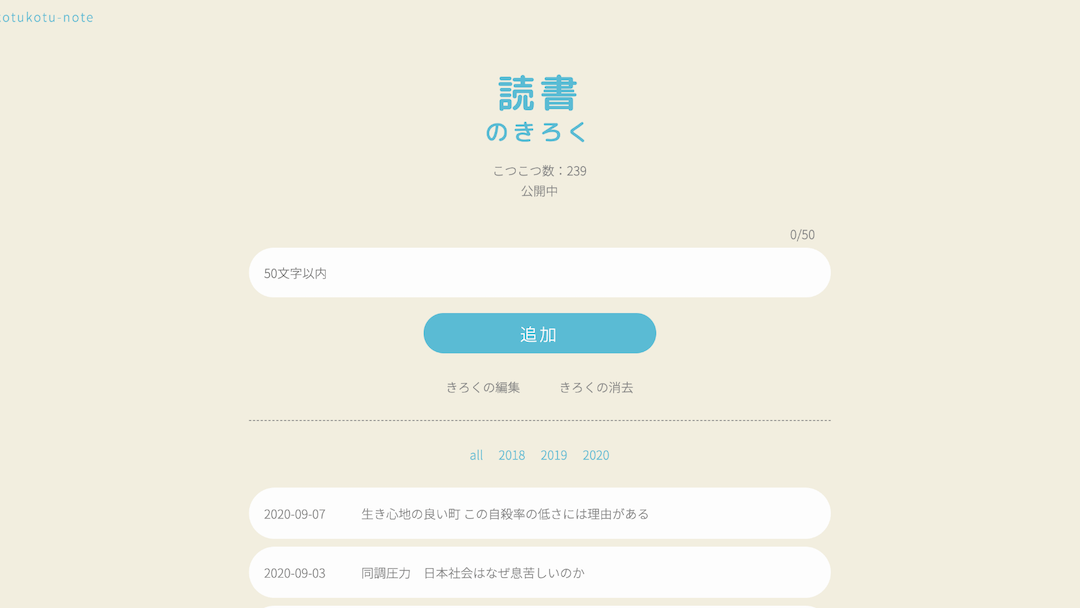 otukotu-note
読書
のきろく
こつこつ数：239
公開中
0/50
50文字以内
追加
きろくの編集 きろくの消去
all 2018 2019 2020
2020-09-07 生き心地の良い町 この自殺率の低さには理由がある
2020-09-03 同調圧力　日本社会はなぜ息苦しいのか